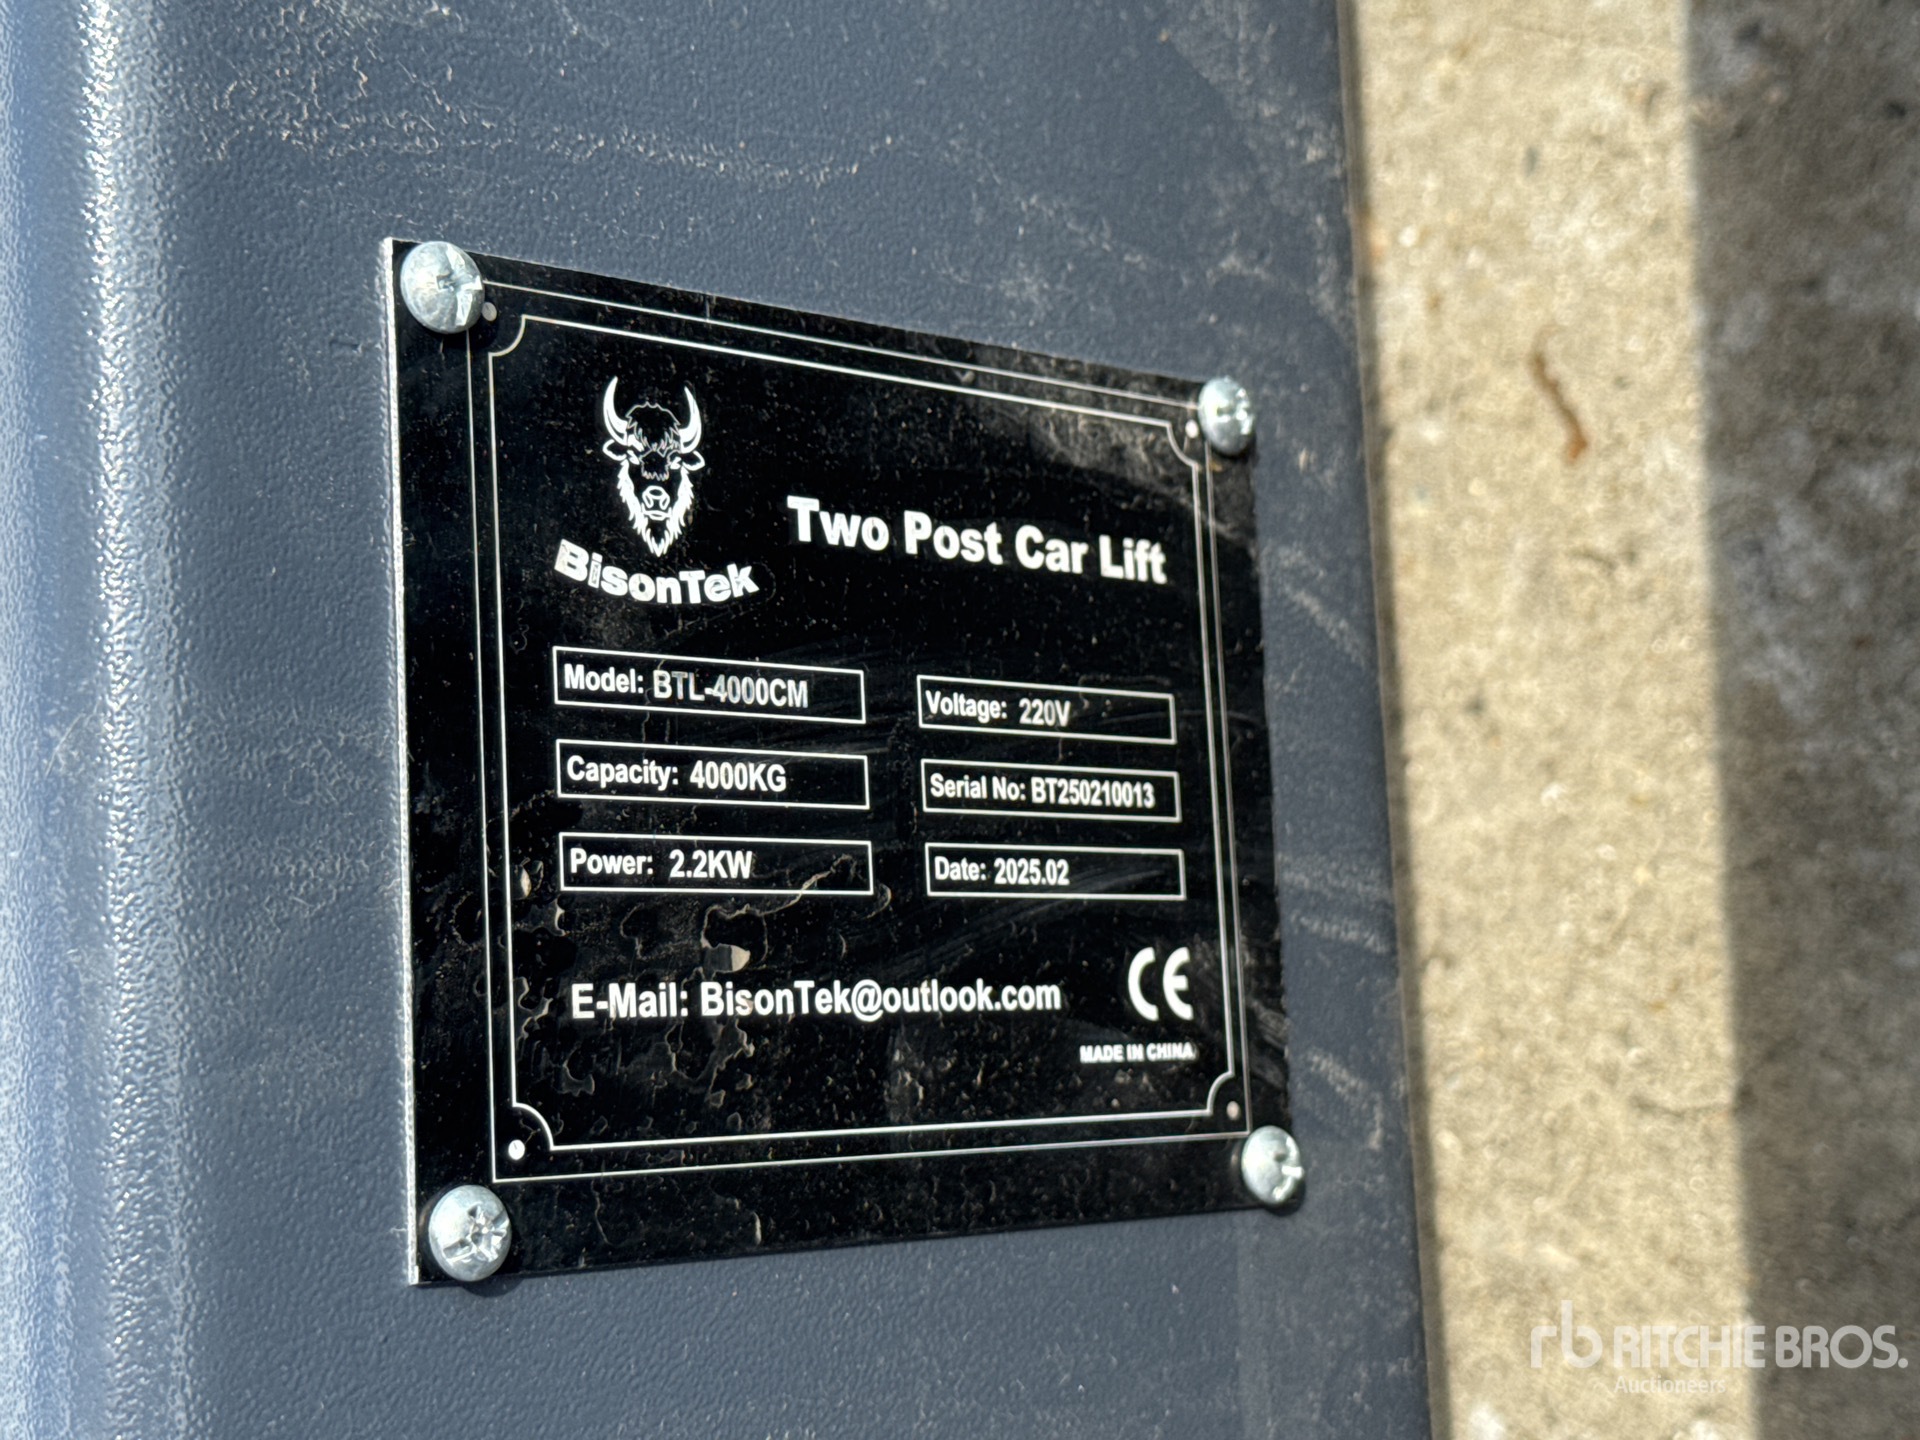 BisonTek
Two Post Car Lift
Model: BTL-4000CM
Voltage: 220V
Capacity: 4000KG
Serial No: BT250210013
Power: 2.2KW
Date: 2025.02
E-Mail: BisonTek@outlook.com
CE
MADE IN CHINA
rb RITCHIE BROS.
Auctioneers